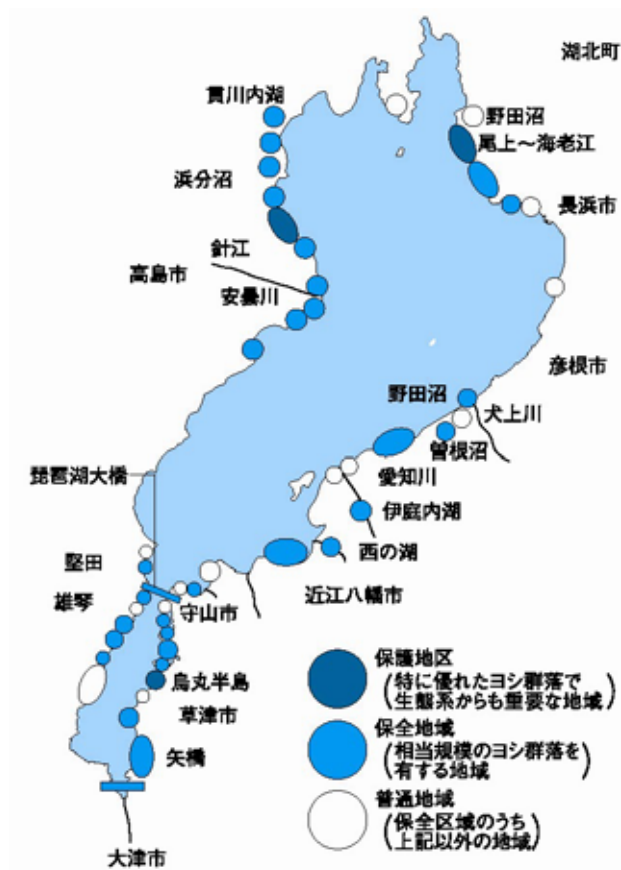 湖北町
貫川内湖
野田沼
尾上〜海老江
浜分沼
長浜市
針江
高島市
安曇川
彦根市
野田沼
犬上川
曽根沼
琵琶湖大橋
愛知川
伊庭内湖
西の湖
堅田
近江八幡市
雄琴
守山市
烏丸半島
草津市
矢橋
大津市
保護地区
(特に優れたヨシ群落で
生態系からも重要な地域)
保全地域
(相当規模のヨシ群落を
有する地域)
普通地域
(保全区域のうち
上記以外の地域)